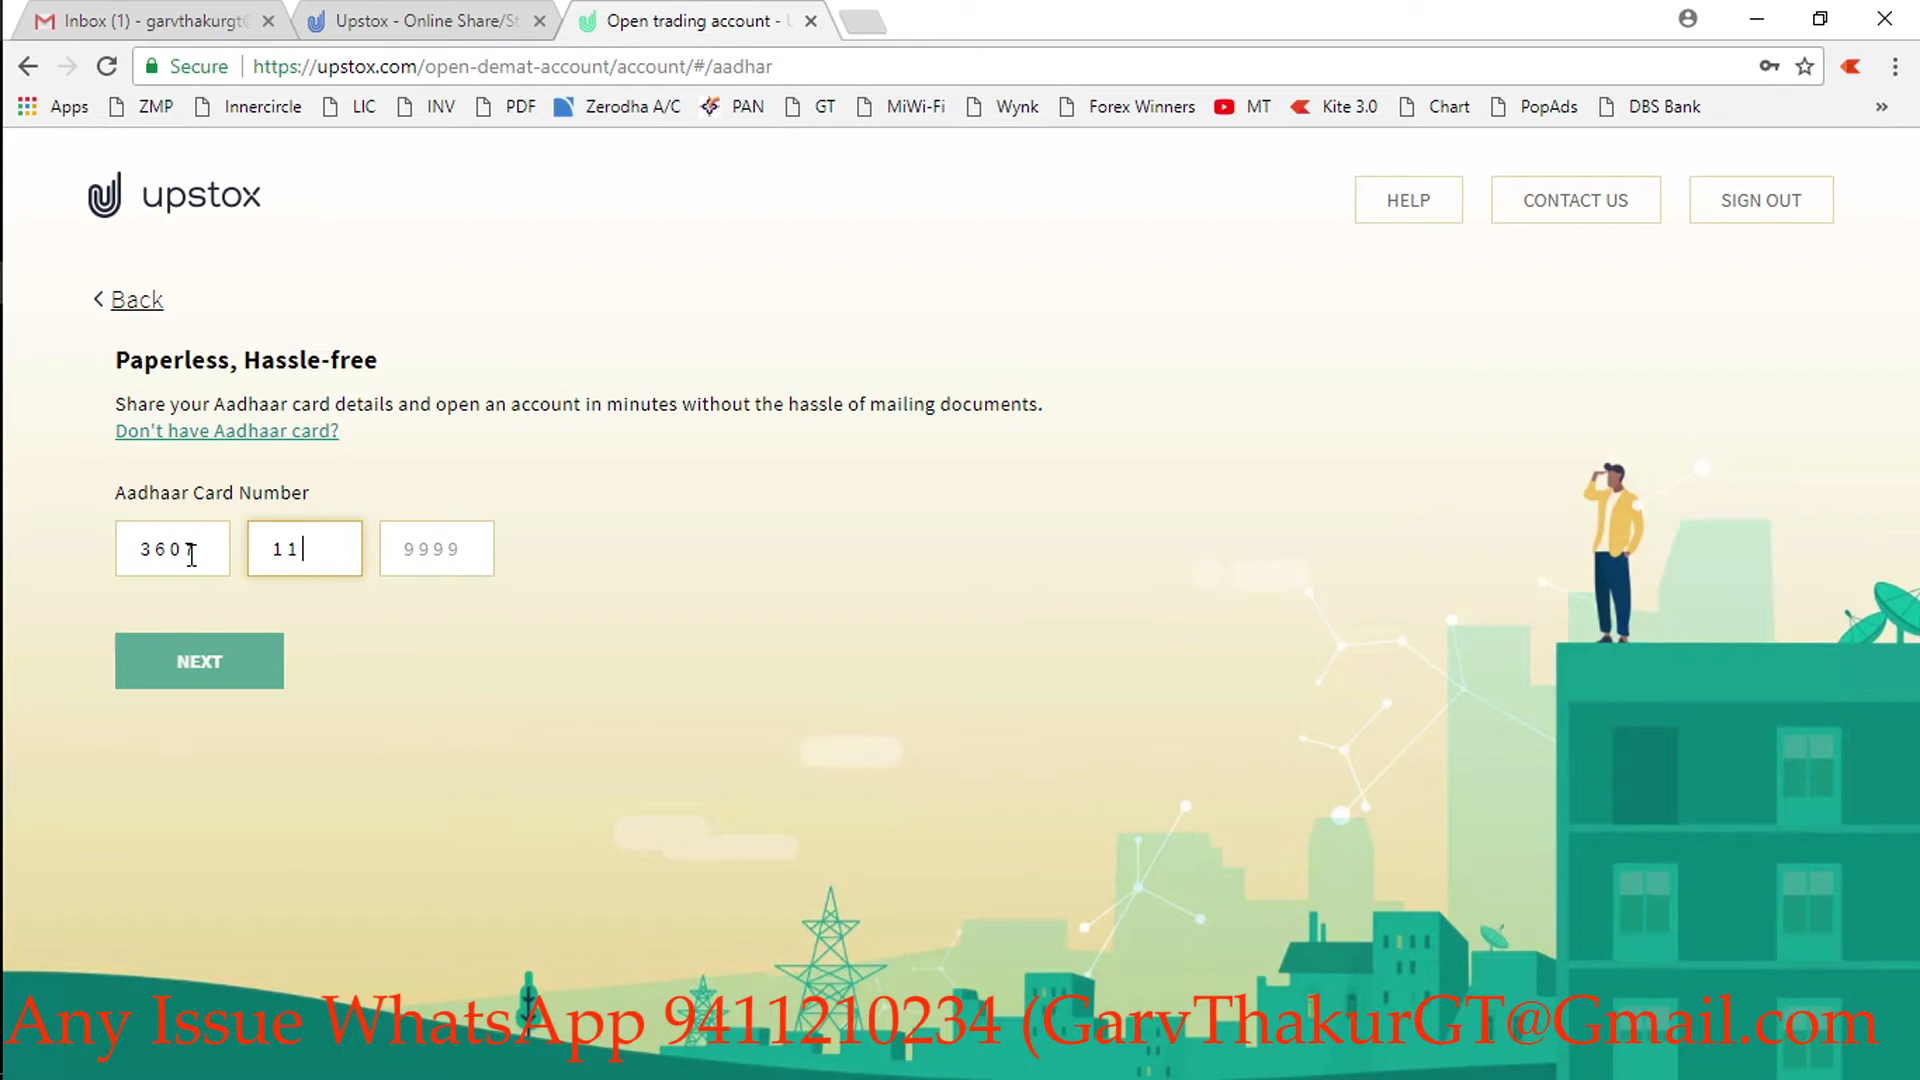 Inbox (1) - garvthakurgt
Upstox - Online Share/St
Open trading account -
Secure
https://upstox.com/open-demat-account/account/#/aadhar
Apps ZMP Innercircle LIC INV PDF Zerodha A/C PAN GT MiWi-Fi Wynk Forex Winners MT Kite 3.0 Chart PopAds DBS Bank »
upstox
HELP CONTACT US SIGN OUT
Back
Paperless, Hassle-free
Share your Aadhaar card details and open an account in minutes without the hassle of mailing documents.
Don't have Aadhaar card?
Aadhaar Card Number
3607 11 9999
NEXT
Any Issue WhatsApp 9411210234 (GarvThakurGT@Gmail.com